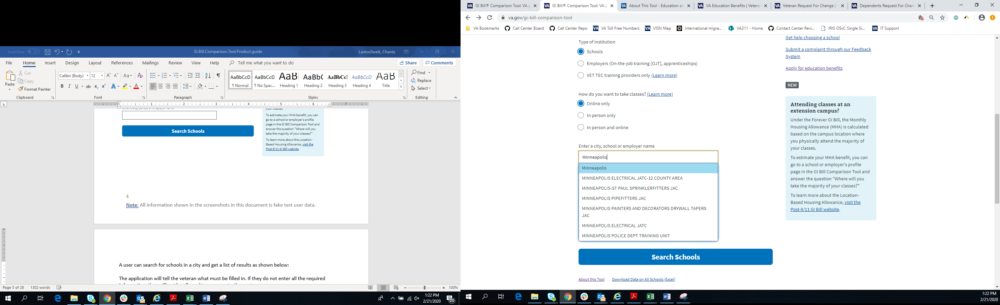 AutoSave Off
GI.Bill.Comparison.Tool.Product.guide
LantosSwett, Chante
File Home Insert Design Layout References Mailings Review View Help Tell me what you want to do
Share Comments
Paste
Cut
Copy
Format Painter
Calibri (Body) 12
Aa
B I U ab x₂ x²
AaBbCcD AaBbCcD AaB AaBbC AaBbCcI AaBbCcD AaB
¶ Normal ¶ No Spac... Heading 1 Heading 2 Heading 3 Heading 4 Title
Find
Replace
Select
Clipboard Font Paragraph Styles Editing
1 2 3 4 5 6 7
Enter a city, school or employer name
Search Schools
your classes.
To estimate your MHA benefit, you can
go to a school or employer's profile
page in the GI Bill Comparison Tool and
answer the question "Where will you
take the majority of your classes?"
To learn more about the Location-
Based Housing Allowance, visit the
Post-9/11 GI Bill website.
4
Note: All information shown in the screenshots in this document is fake test user data.
A user can search for schools in a city and get a list of results as shown below:
The application will tell the veteran what must be filled in. If they do not enter all the required
Page 5 of 28 1302 words
100%
1:22 PM
2/21/2020
20
GI Bill® Comparison Tool: VA.g
GI Bill® Comparison Tool: VA.g
About This Tool - Education an
VA Education Benefits | Veteran
Veteran Request For Change |
Dependents Request For Chan
va.gov/gi-bill-comparison-tool
VA Bookmarks Call Center Board Call Center Repo VA Toll Free Numbers VISN Map International migra... VA311 - Home Contact Center Revi... IRIS OSvC Single Si... IT Support
Type of institution
Schools
Employers (On-the-job training [OJT], apprenticeships)
VET TEC training providers only (Learn more)
How do you want to take classes? (Learn more)
Online only
In person only
In person and online
Enter a city, school or employer name
Minneapolis
Minneapolis
MINNEAPOLIS ELECTRICAL JATC-12 COUNTY AREA
MINNEAPOLIS-ST PAUL SPRINKLERFITTERS JAC
MINNEAPOLIS PIPEFITTERS JAC
MINNEAPOLIS PAINTERS AND DECORATORS DRYWALL TAPERS
JAC
MINNEAPOLIS ELECTRICAL JATC
MINNEAPOLIS POLICE DEPT TRAINING UNIT
Search Schools
About this Tool Download Data on All Schools (Excel)
Get help choosing a school
Submit a complaint through our Feedback
System
Apply for education benefits
NEW
Attending classes at an
extension campus?
Under the Forever GI Bill, the Monthly
Housing Allowance (MHA) is calculated
based on the campus location where
you physically attend the majority of
your classes.
To estimate your MHA benefit, you can
go to a school or employer's profile
page in the GI Bill Comparison Tool and
answer the question "Where will you
take the majority of your classes?"
To learn more about the Location-
Based Housing Allowance, visit the
Post-9/11 GI Bill website.
1:22 PM
2/21/2020